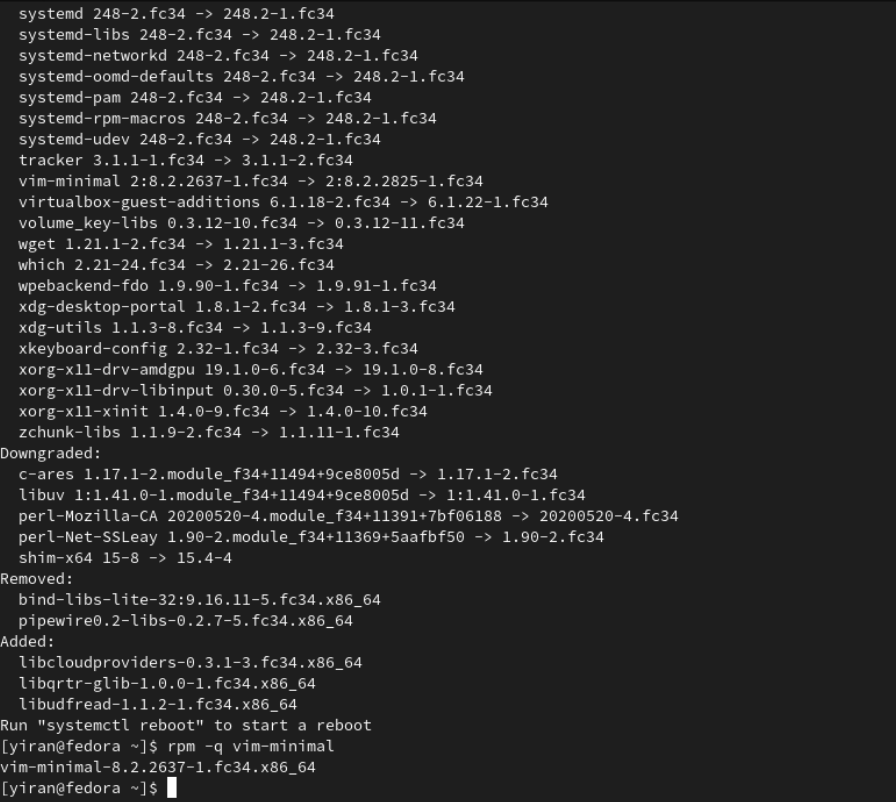 systemd 248-2.fc34 -> 248.2-1.fc34
systemd-libs 248-2.fc34 -> 248.2-1.fc34
systemd-networkd 248-2.fc34 -> 248.2-1.fc34
systemd-oomd-defaults 248-2.fc34 -> 248.2-1.fc34
systemd-pam 248-2.fc34 -> 248.2-1.fc34
systemd-rpm-macros 248-2.fc34 -> 248.2-1.fc34
systemd-udev 248-2.fc34 -> 248.2-1.fc34
tracker 3.1.1-1.fc34 -> 3.1.1-2.fc34
vim-minimal 2:8.2.2637-1.fc34 -> 2:8.2.2825-1.fc34
virtualbox-guest-additions 6.1.18-2.fc34 -> 6.1.22-1.fc34
volume_key-libs 0.3.12-10.fc34 -> 0.3.12-11.fc34
wget 1.21.1-2.fc34 -> 1.21.1-3.fc34
which 2.21-24.fc34 -> 2.21-26.fc34
wpebackend-fdo 1.9.90-1.fc34 -> 1.9.91-1.fc34
xdg-desktop-portal 1.8.1-2.fc34 -> 1.8.1-3.fc34
xdg-utils 1.1.3-8.fc34 -> 1.1.3-9.fc34
xkeyboard-config 2.32-1.fc34 -> 2.32-3.fc34
xorg-x11-drv-amdgpu 19.1.0-6.fc34 -> 19.1.0-8.fc34
xorg-x11-drv-libinput 0.30.0-5.fc34 -> 1.0.1-1.fc34
xorg-x11-xinit 1.4.0-9.fc34 -> 1.4.0-10.fc34
zchunk-libs 1.1.9-2.fc34 -> 1.1.11-1.fc34
Downgraded:
c-ares 1.17.1-2.module_f34+11494+9ce8005d -> 1.17.1-2.fc34
libuv 1:1.41.0-1.module_f34+11494+9ce8005d -> 1:1.41.0-1.fc34
perl-Mozilla-CA 20200520-4.module_f34+11391+7bf06188 -> 20200520-4.fc34
perl-Net-SSLeay 1.90-2.module_f34+11369+5aafbf50 -> 1.90-2.fc34
shim-x64 15-8 -> 15.4-4
Removed:
bind-libs-lite-32:9.16.11-5.fc34.x86_64
pipewire0.2-libs-0.2.7-5.fc34.x86_64
Added:
libcloudproviders-0.3.1-3.fc34.x86_64
libqrtr-glib-1.0.0-1.fc34.x86_64
libudfread-1.1.2-1.fc34.x86_64
Run "systemctl reboot" to start a reboot
[yiran@fedora ~]$ rpm -q vim-minimal
vim-minimal-8.2.2637-1.fc34.x86_64
[yiran@fedora ~]$